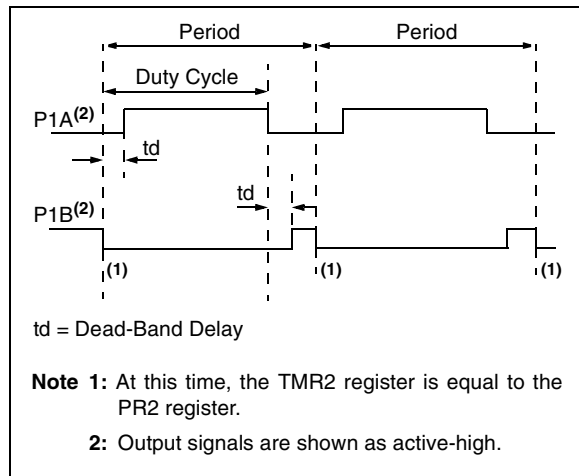 Period Period
Duty Cycle
P1A(2)
td
td
P1B(2)
(1) (1) (1)
td = Dead-Band Delay
Note 1: At this time, the TMR2 register is equal to the
PR2 register.
2: Output signals are shown as active-high.